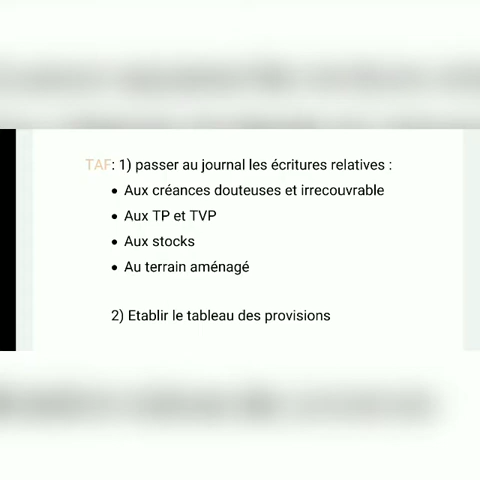 TAF: 1) passer au journal les écritures relatives :
• Aux créances douteuses et irrecouvrable
• Aux TP et TVP
• Aux stocks
• Au terrain aménagé
2) Etablir le tableau des provisions